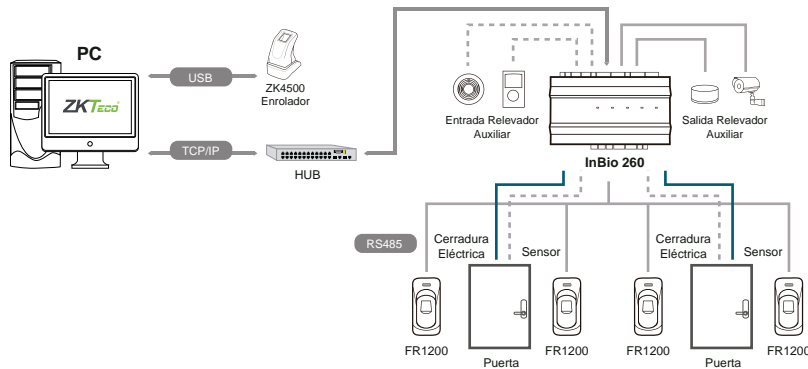 PC
ZKTECO
USB
ZK4500
Enrolador
TCP/IP
HUB
Entrada Relevador
Auxiliar
InBio 260
Salida Relevador
Auxiliar
RS485
Cerradura
Eléctrica
Sensor
Cerradura
Eléctrica
Sensor
FR1200
Puerta
FR1200
FR1200
Puerta
FR1200